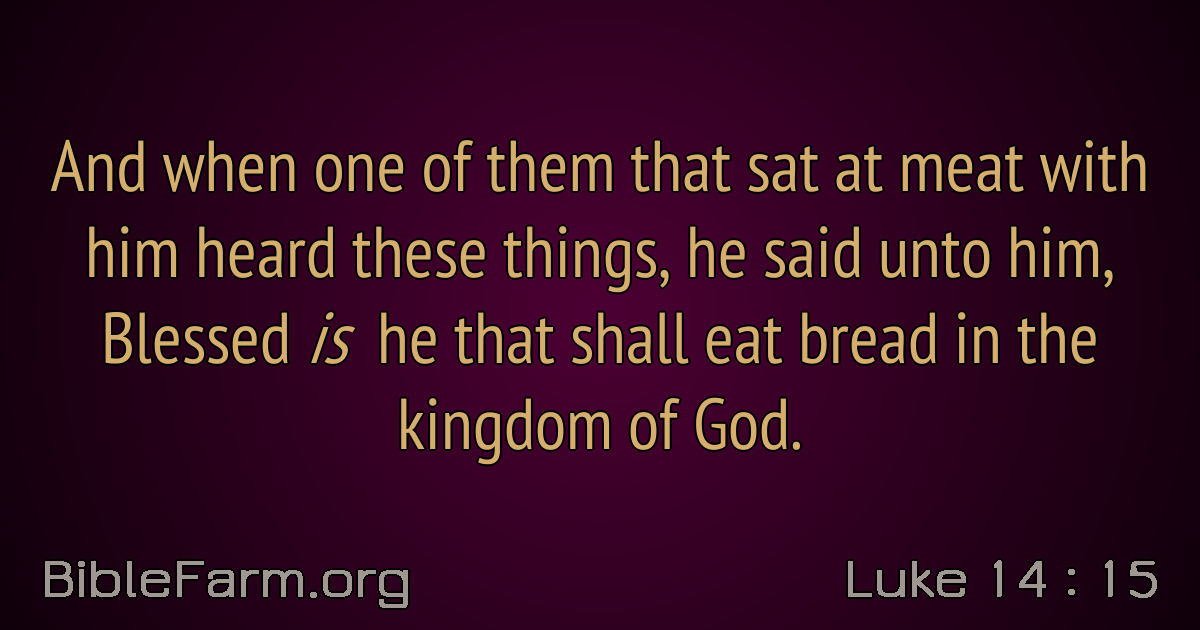 And when one of them that sat at meat with
him heard these things, he said unto him,
Blessed is he that shall eat bread in the
kingdom of God.
BibleFarm.org
Luke 14 : 15